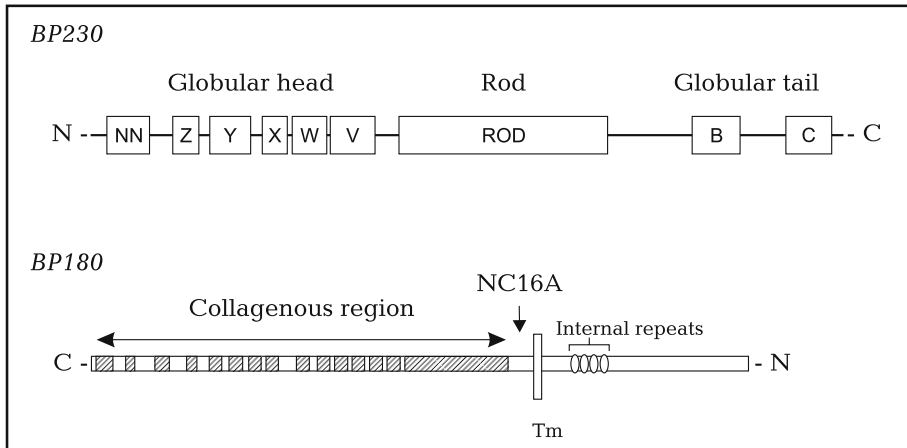 BP230
Globular head Rod Globular tail
N NN Z Y X W V ROD B C C
BP180
NC16A
Collagenous region
Internal repeats
C N
Tm